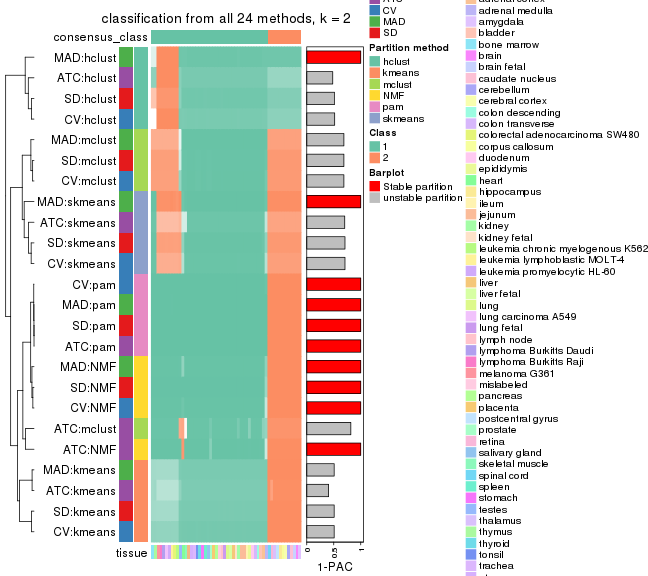 classification from all 24 methods, k = 2
consensus_class
MAD:hclust
ATC:hclust
SD:hclust
CV:hclust
MAD:mclust
SD:mclust
CV:mclust
MAD:skmeans
ATC:skmeans
SD:skmeans
CV:skmeans
CV:pam
MAD:pam
SD:pam
ATC:pam
MAD:NMF
SD:NMF
CV:NMF
ATC:mclust
ATC:NMF
MAD:kmeans
ATC:kmeans
SD:kmeans
CV:kmeans
tissue
0
0.5
1
1-PAC
CV
MAD
SD
Partition method
hclust
kmeans
mclust
NMF
pam
skmeans
Class
1
2
Barplot
Stable partition
unstable partition
adrenal medulla
amygdala
bladder
bone marrow
brain
brain fetal
caudate nucleus
cerebellum
cerebral cortex
colon descending
colon transverse
colorectal adenocarcinoma SW480
corpus callosum
duodenum
epididymis
heart
hippocampus
ileum
jejunum
kidney
kidney fetal
leukemia chronic myelogenous K562
leukemia lymphoblastic MOLT-4
leukemia promyelocytic HL-60
liver
liver fetal
lung
lung carcinoma A549
lung fetal
lymph node
lymphoma Burkitts Daudi
lymphoma Burkitts Raji
melanoma G361
mislabeled
pancreas
placenta
postcentral gyrus
prostate
retina
salivary gland
skeletal muscle
spinal cord
spleen
stomach
testes
thalamus
thymus
thyroid
tonsil
trachea